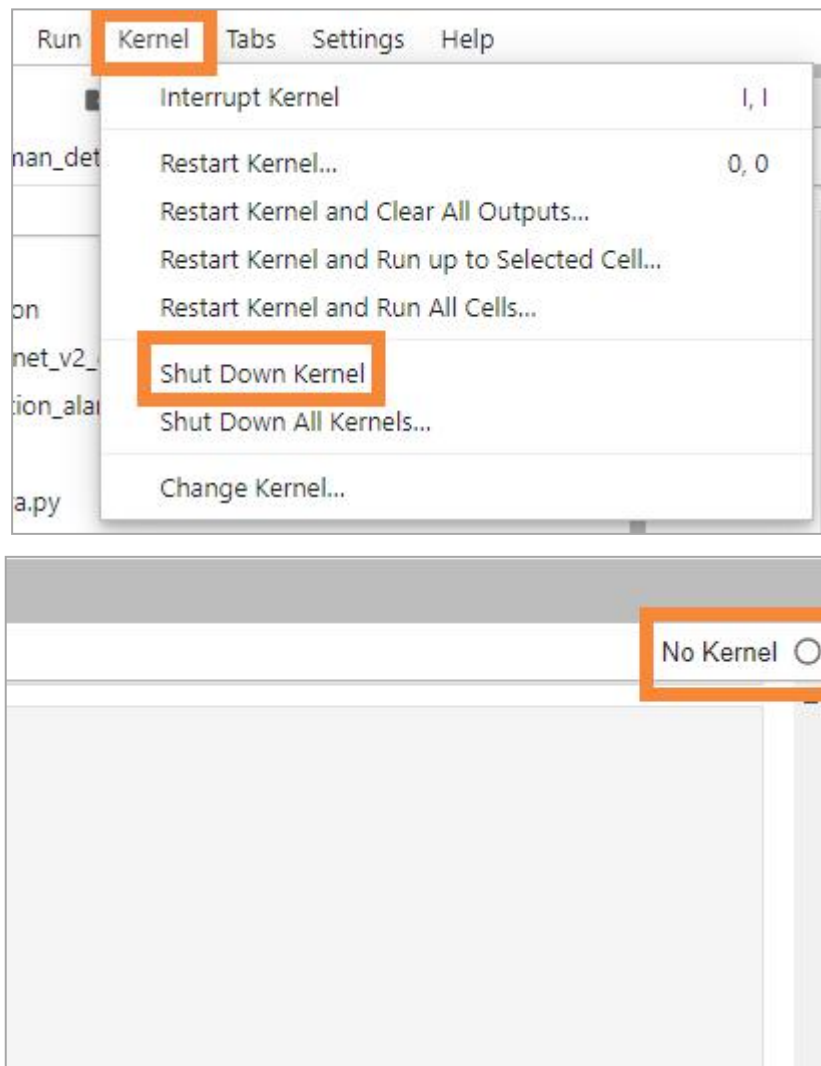 Run Kernel Tabs Settings Help
Interrupt Kernel I, I
man_det Restart Kernel... 0, 0
Restart Kernel and Clear All Outputs...
Restart Kernel and Run up to Selected Cell...
on Restart Kernel and Run All Cells...
net_v2_ Shut Down Kernel
tion_alar Shut Down All Kernels...
a.py Change Kernel...
No Kernel